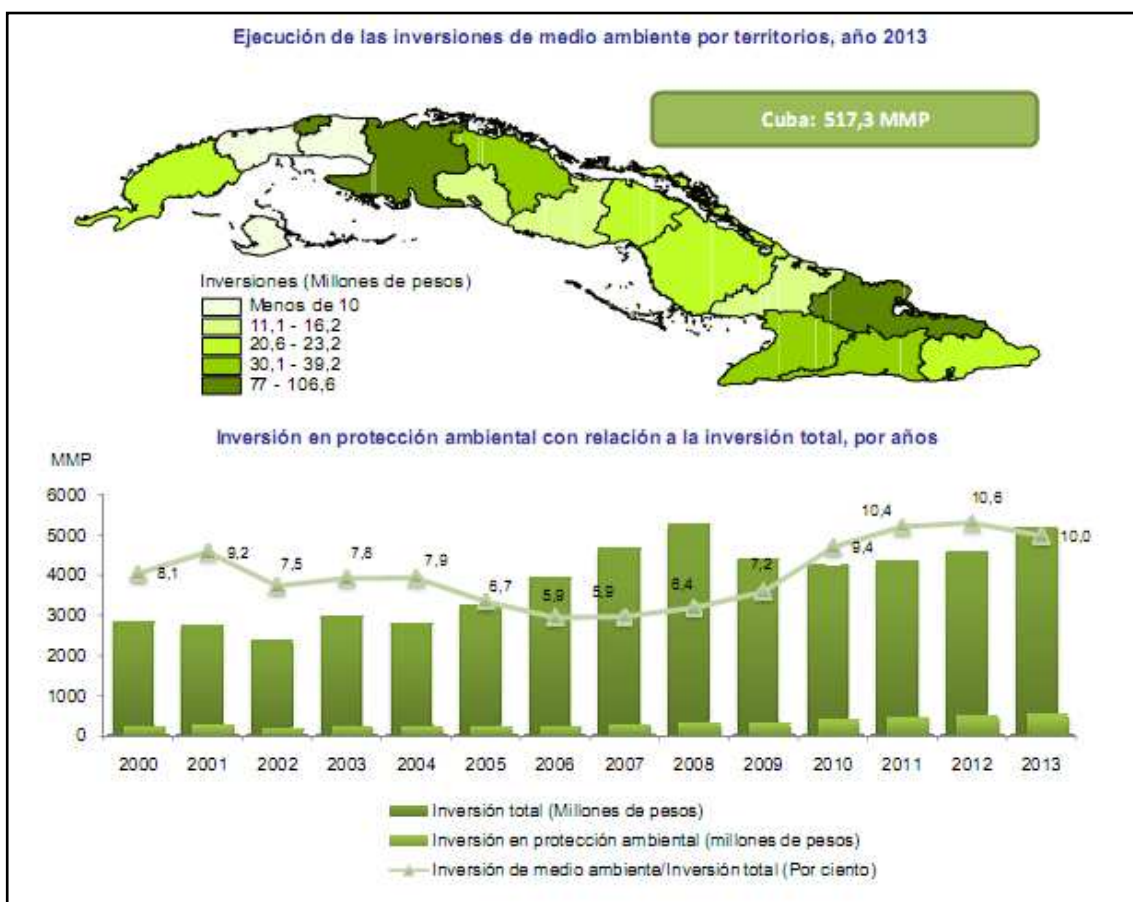 Ejecución de las inversiones de medio ambiente por territorios, año 2013
Cuba: 517,3 MMP
Inversiones (Millones de pesos)
Menos de 10
11,1 - 16,2
20,6 - 23,2
30,1 - 39,2
77 - 106,6
Inversión en protección ambiental con relación a la inversión total, por años
MMP
6000
5000
4000
3000
2000
1000
0
8,1
9,2
7,5
7,8
7,9
6,7
5,9
5,9
6,4
7,2
9,4
10,4
10,6
10,0
2000 2001 2002 2003 2004 2005 2006 2007 2008 2009 2010 2011 2012 2013
Inversión total (Millones de pesos)
Inversión en protección ambiental (millones de pesos)
Inversión de medio ambiente/Inversión total (Por ciento)